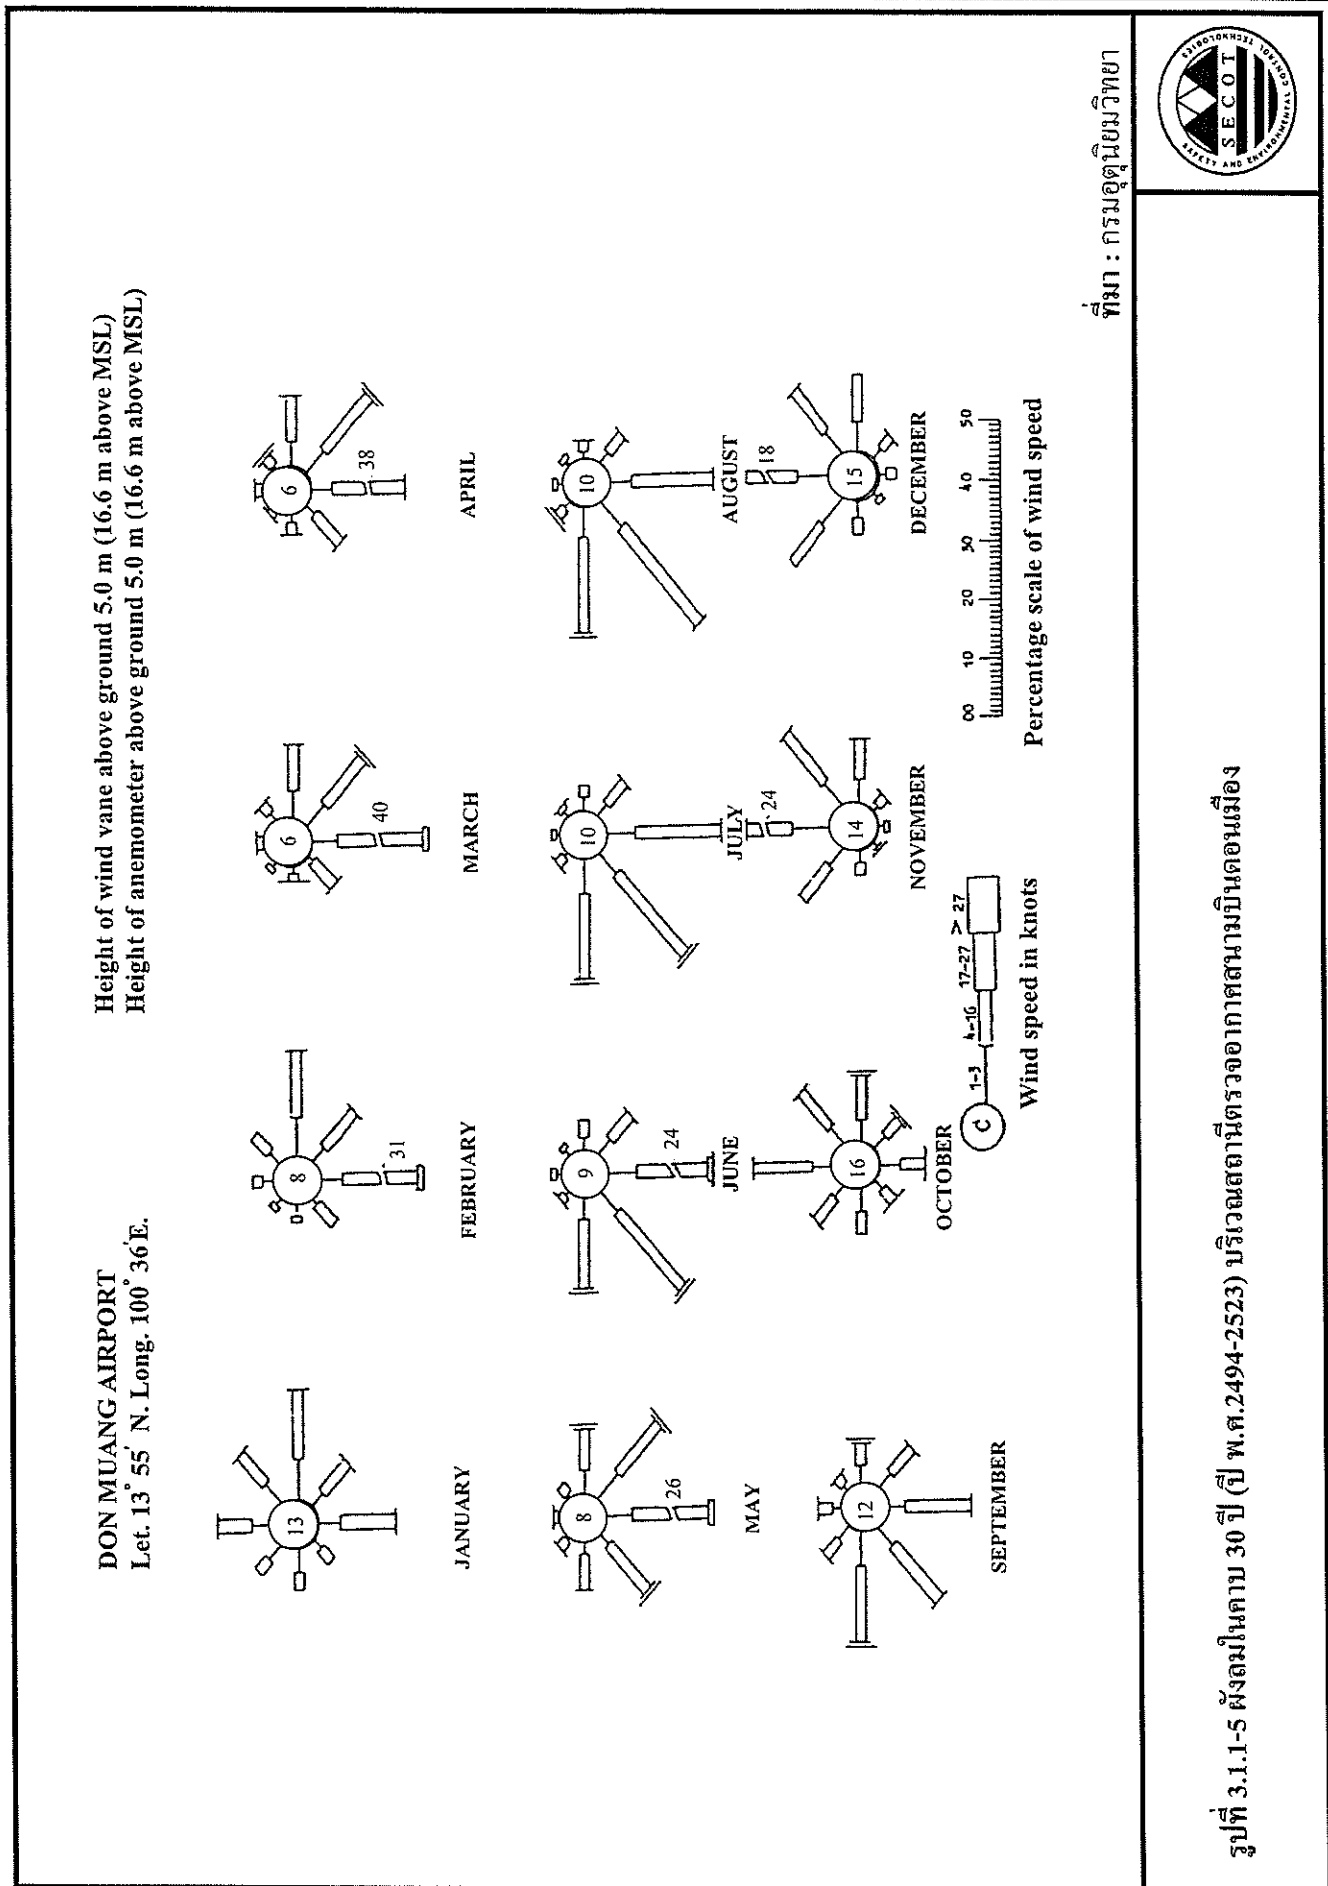 DON MUANG AIRPORT
Let. 13° 55' N. Long. 100° 36'E.
Height of wind vane above ground 5.0 m (16.6 m above MSL)
Height of anemometer above ground 5.0 m (16.6 m above MSL)
13
8
31
6
40
6
38
JANUARY
FEBRUARY
MARCH
APRIL
8
26
9
24
10
10
MAY
JUNE
JULY
AUGUST
12
16
24
14
18
15
SEPTEMBER
OCTOBER
NOVEMBER
DECEMBER
C 1-3 4-16 17-27 > 27
Wind speed in knots
00 10 20 30 40 50
Percentage scale of wind speed
ที่มา : กรมอุตุนิยมวิทยา
รูปที่ 3.1.1-5 ผังลมในคาบ 30 ปี (ปี พ.ศ.2494-2523) บริเวณสถานีตรวจอากาศสนามบินดอนเมือง
SECOT
SAFETY AND ENVIRONMENTAL CONTROL TECHNOLOGIES